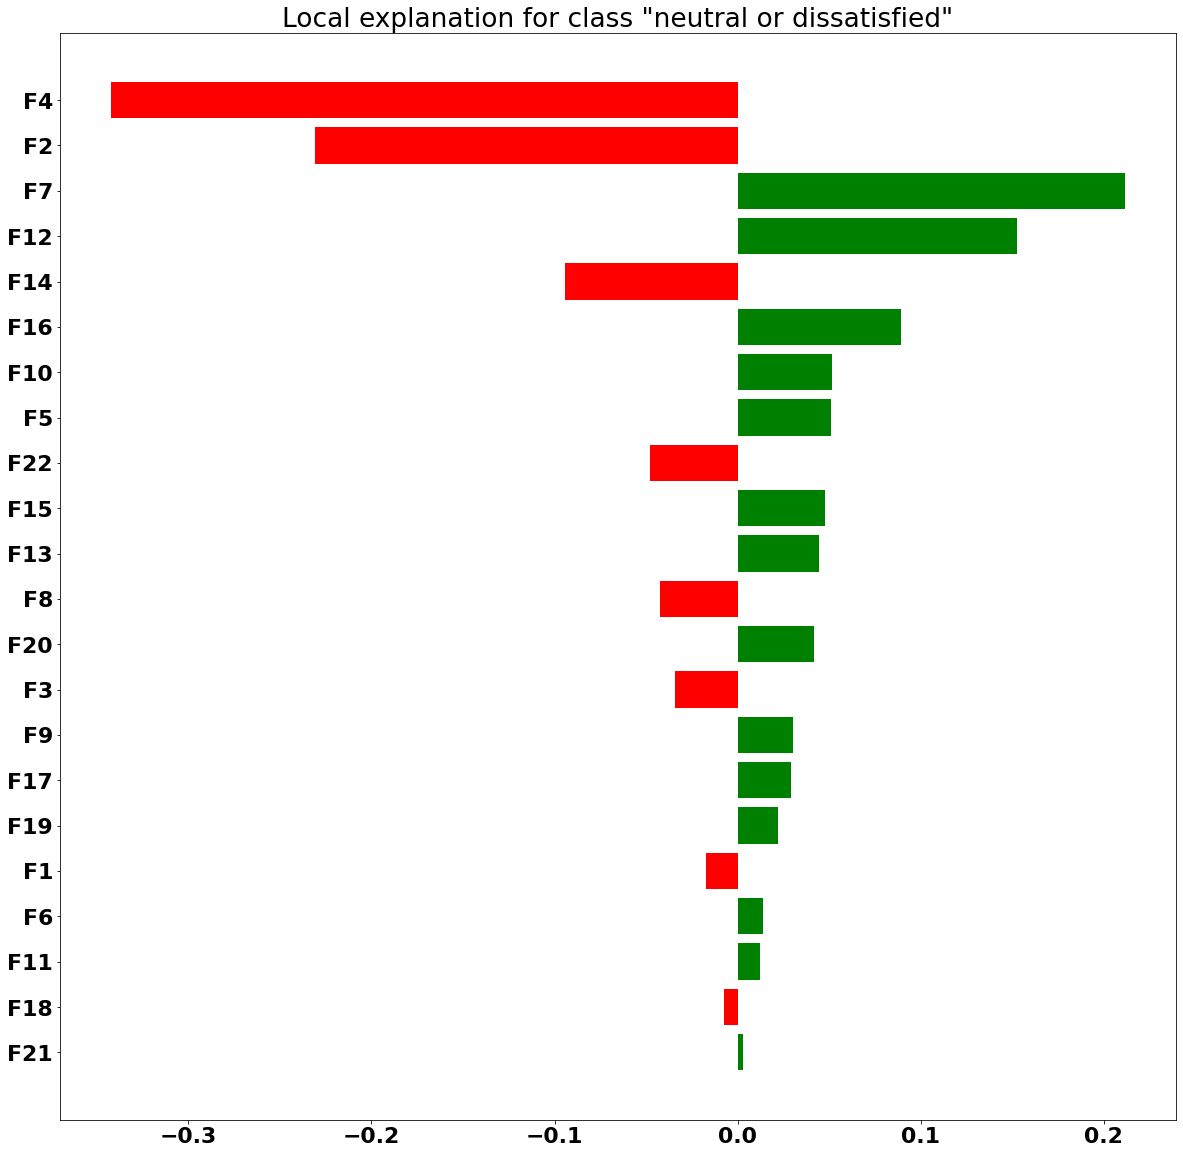 Local explanation for class "neutral or dissatisfied"
F4
F2
F7
F12
F14
F16
F10
F5
F22
F15
F13
F8
F20
F3
F9
F17
F19
F1
F6
F11
F18
F21
−0.3 −0.2 −0.1 0.0 0.1 0.2